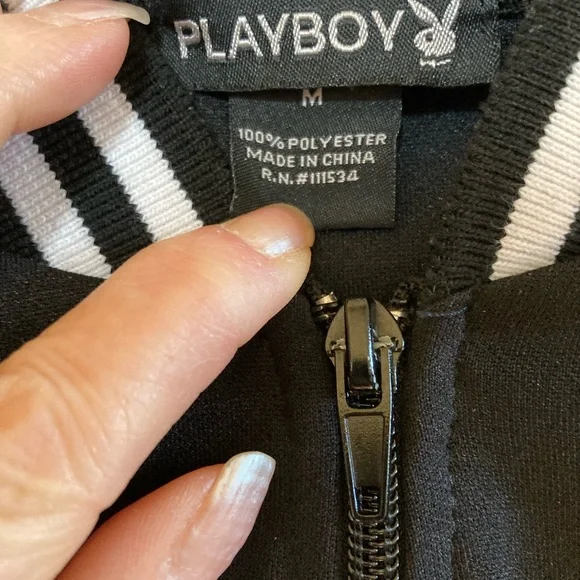 PLAYBOY
M
100% POLYESTER
MADE IN CHINA
R.N.#111534